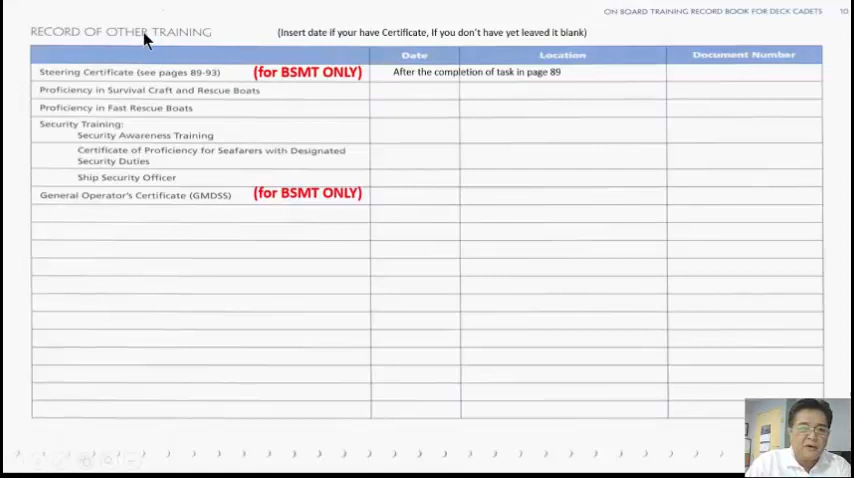 ON BOARD TRAINING RECORD BOOK FOR DECK CADETS 10
RECORD OF OTHER TRAINING (Insert date if your have Certificate, If you don't have yet leaved it blank)
Date Location Document Number
Steering Certificate (see pages 89-93) (for BSMT ONLY) After the completion of task in page 89
Proficiency in Survival Craft and Rescue Boats
Proficiency in Fast Rescue Boats
Security Training:
Security Awareness Training
Certificate of Proficiency for Seafarers with Designated
Security Duties
Ship Security Officer
General Operator's Certificate (GMDSS) (for BSMT ONLY)